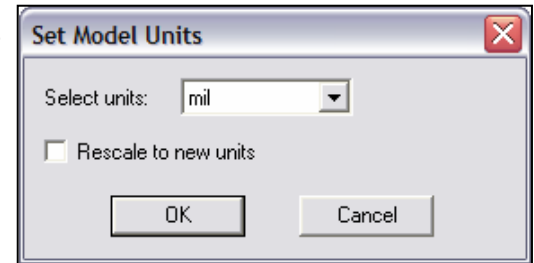 Set Model Units
Select units: mil
Rescale to new units
OK Cancel